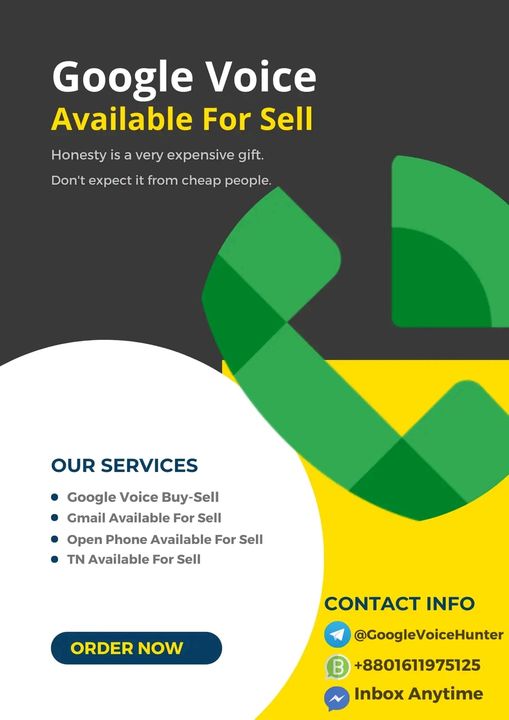 Google Voice
Available For Sell
Honesty is a very expensive gift.
Don't expect it from cheap people.
OUR SERVICES
Google Voice Buy-Sell
Gmail Available For Sell
Open Phone Available For Sell
TN Available For Sell
ORDER NOW
CONTACT INFO
@GoogleVoiceHunter
B +8801611975125
Inbox Anytime